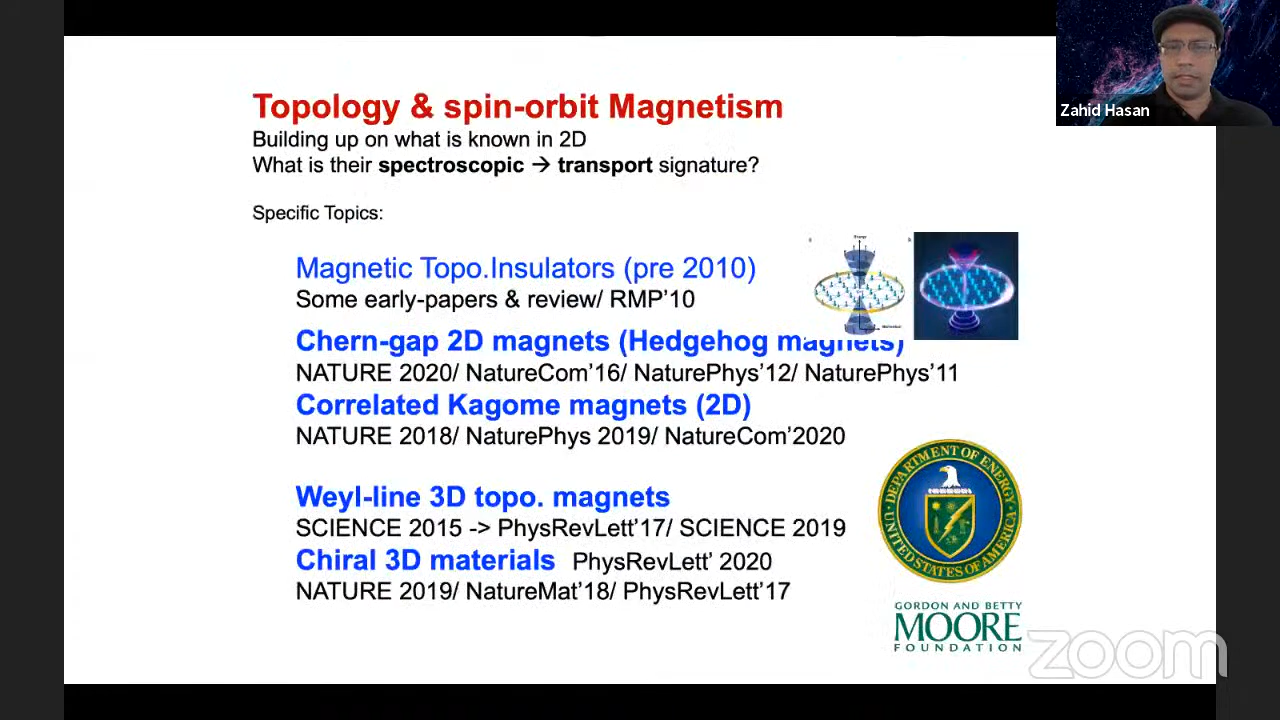 Zahid Hasan
Topology & spin-orbit Magnetism
Building up on what is known in 2D
What is their spectroscopic → transport signature?
Specific Topics:
Magnetic Topo.Insulators (pre 2010)
Some early-papers & review/ RMP'10
Energy
Chern-gap 2D magnets (Hedgehog magnets)
NATURE 2020/ NatureCom'16/ NaturePhys'12/ NaturePhys'11
Correlated Kagome magnets (2D)
NATURE 2018/ NaturePhys 2019/ NatureCom'2020
Weyl-line 3D topo. magnets
SCIENCE 2015 -> PhysRevLett'17/ SCIENCE 2019
Chiral 3D materials PhysRevLett' 2020
NATURE 2019/ NatureMat'18/ PhysRevLett'17
DEPARTMENT OF ENERGY
UNITED STATES OF AMERICA
GORDON AND BETTY
MOORE
FOUNDATION
zoom